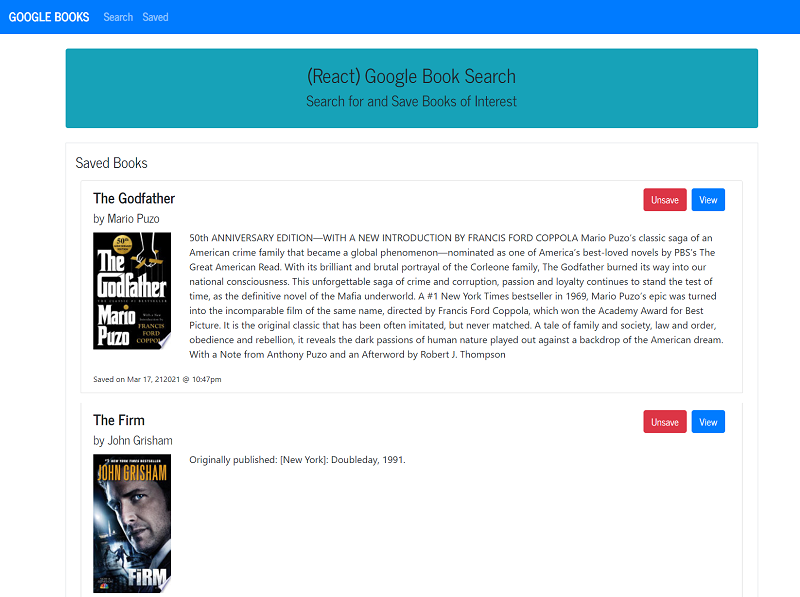 GOOGLE BOOKS Search Saved
(React) Google Book Search
Search for and Save Books of Interest
Saved Books
The Godfather
Unsave View
by Mario Puzo
50th ANNIVERSARY EDITION—WITH A NEW INTRODUCTION BY FRANCIS FORD COPPOLA Mario Puzo's classic saga of an
American crime family that became a global phenomenon—nominated as one of America's best-loved novels by PBS's The
Great American Read. With its brilliant and brutal portrayal of the Corleone family, The Godfather burned its way into our
national consciousness. This unforgettable saga of crime and corruption, passion and loyalty continues to stand the test of
time, as the definitive novel of the Mafia underworld. A #1 New York Times bestseller in 1969, Mario Puzo's epic was turned
into the incomparable film of the same name, directed by Francis Ford Coppola, which won the Academy Award for Best
Picture. It is the original classic that has been often imitated, but never matched. A tale of family and society, law and order,
obedience and rebellion, it reveals the dark passions of human nature played out against a backdrop of the American dream.
With a Note from Anthony Puzo and an Afterword by Robert J. Thompson
50th
The
Godfather
Mario
Puzo
FRANCIS
FORD
Saved on Mar 17, 212021 @ 10:47pm
The Firm
Unsave View
by John Grisham
Originally published: [New York]: Doubleday, 1991.
#1 NEW YORK TIMES BESTSELLER
JOHN GRISHAM
THE
FIRM